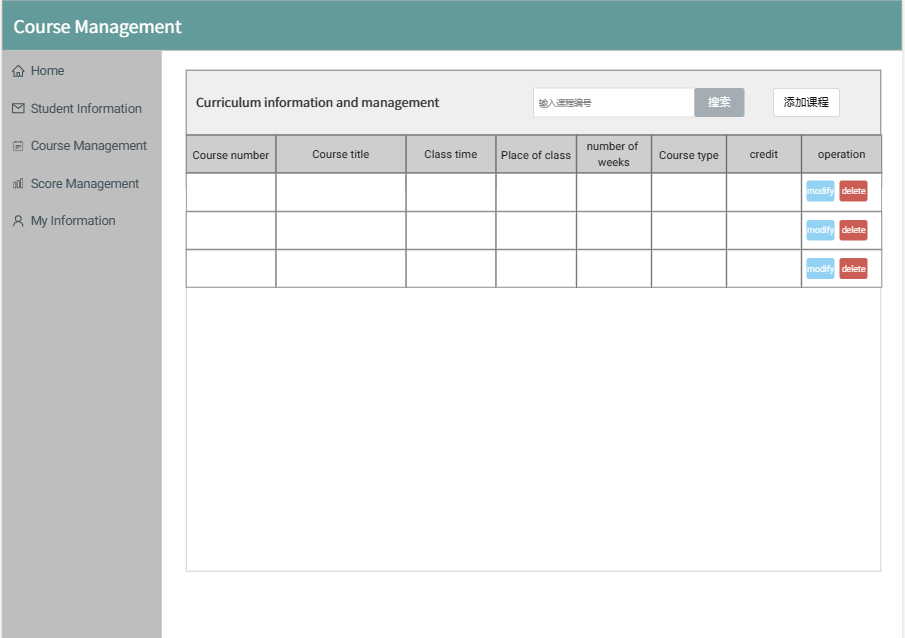 Course Management
Home
Student Information
Course Management
Score Management
My Information
Curriculum information and management
输入课程编号
搜索
添加课程
Course number
Course title
Class time
Place of class
number of
weeks
Course type
credit
operation
modify delete
modify delete
modify delete